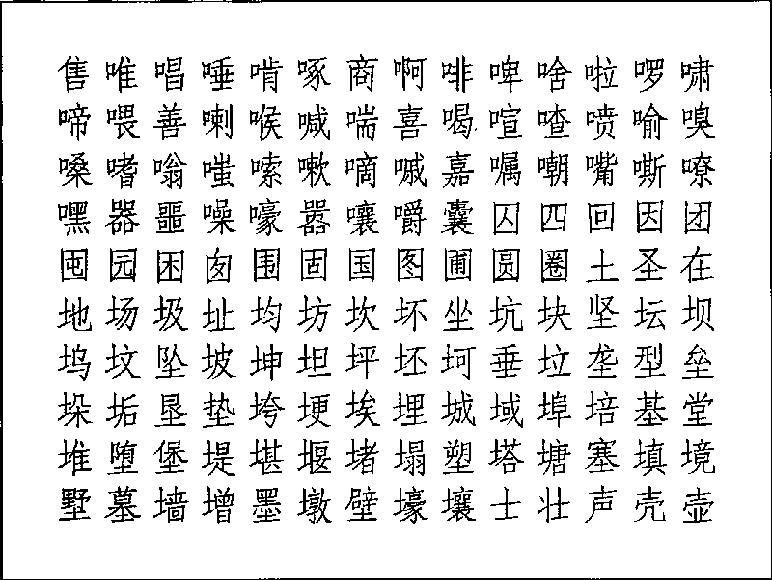 售唯唱唾啃啄商啊啡啤啥啦啰啸
啼喂善喇喉喊喘喜喝喧喳喷喻嗅
嗓嗜嗡嗤嗦嗽嘀嘁嘉嘱嘲嘴嘶嘹
嘿器噩噪嚎嚣嚷嚼囊囚四回因团
囤园困囱围固国图圃圆圈土圣在
地场圾址均坊坎坏坐坑块坚坛坝
坞坟坠坡坤坦坪坯坷垂垃垄型垒
垛垢垦垫垮埂埃埋城域埠培基堂
堆堕堡堤堪堰堵塌塑塔塘塞填境
墅墓墙增墨墩壁壕壤士壮声壳壶